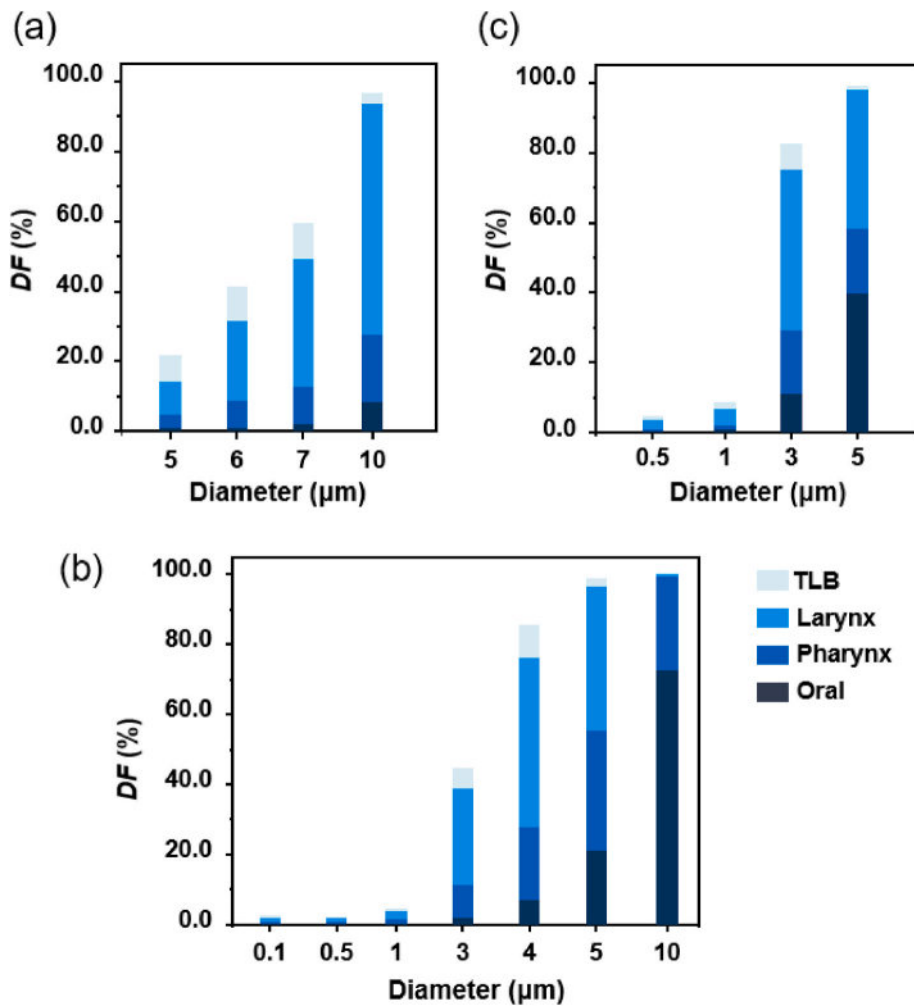 (a)
100.0
80.0
60.0
40.0
20.0
0.0
DF (%)
5 6 7 10
Diameter (µm)
(c)
100.0
80.0
60.0
40.0
20.0
0.0
DF (%)
0.5 1 3 5
Diameter (µm)
(b)
100.0
80.0
60.0
40.0
20.0
0.0
DF (%)
0.1 0.5 1 3 4 5 10
Diameter (µm)
TLB
Larynx
Pharynx
Oral